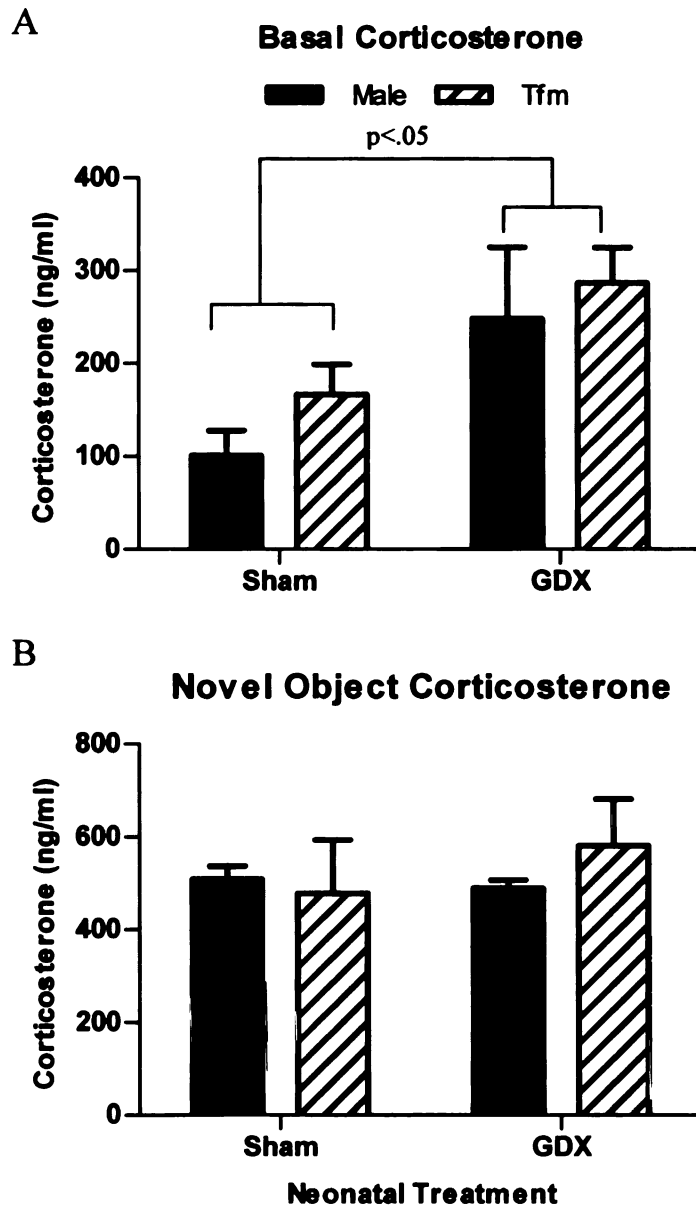 A
Basal Corticosterone
Male Tfm
p<.05
400
300
200
100
0
Corticosterone (ng/ml)
Sham GDX
B
Novel Object Corticosterone
800
600
400
200
0
Corticosterone (ng/ml)
Sham GDX
Neonatal Treatment